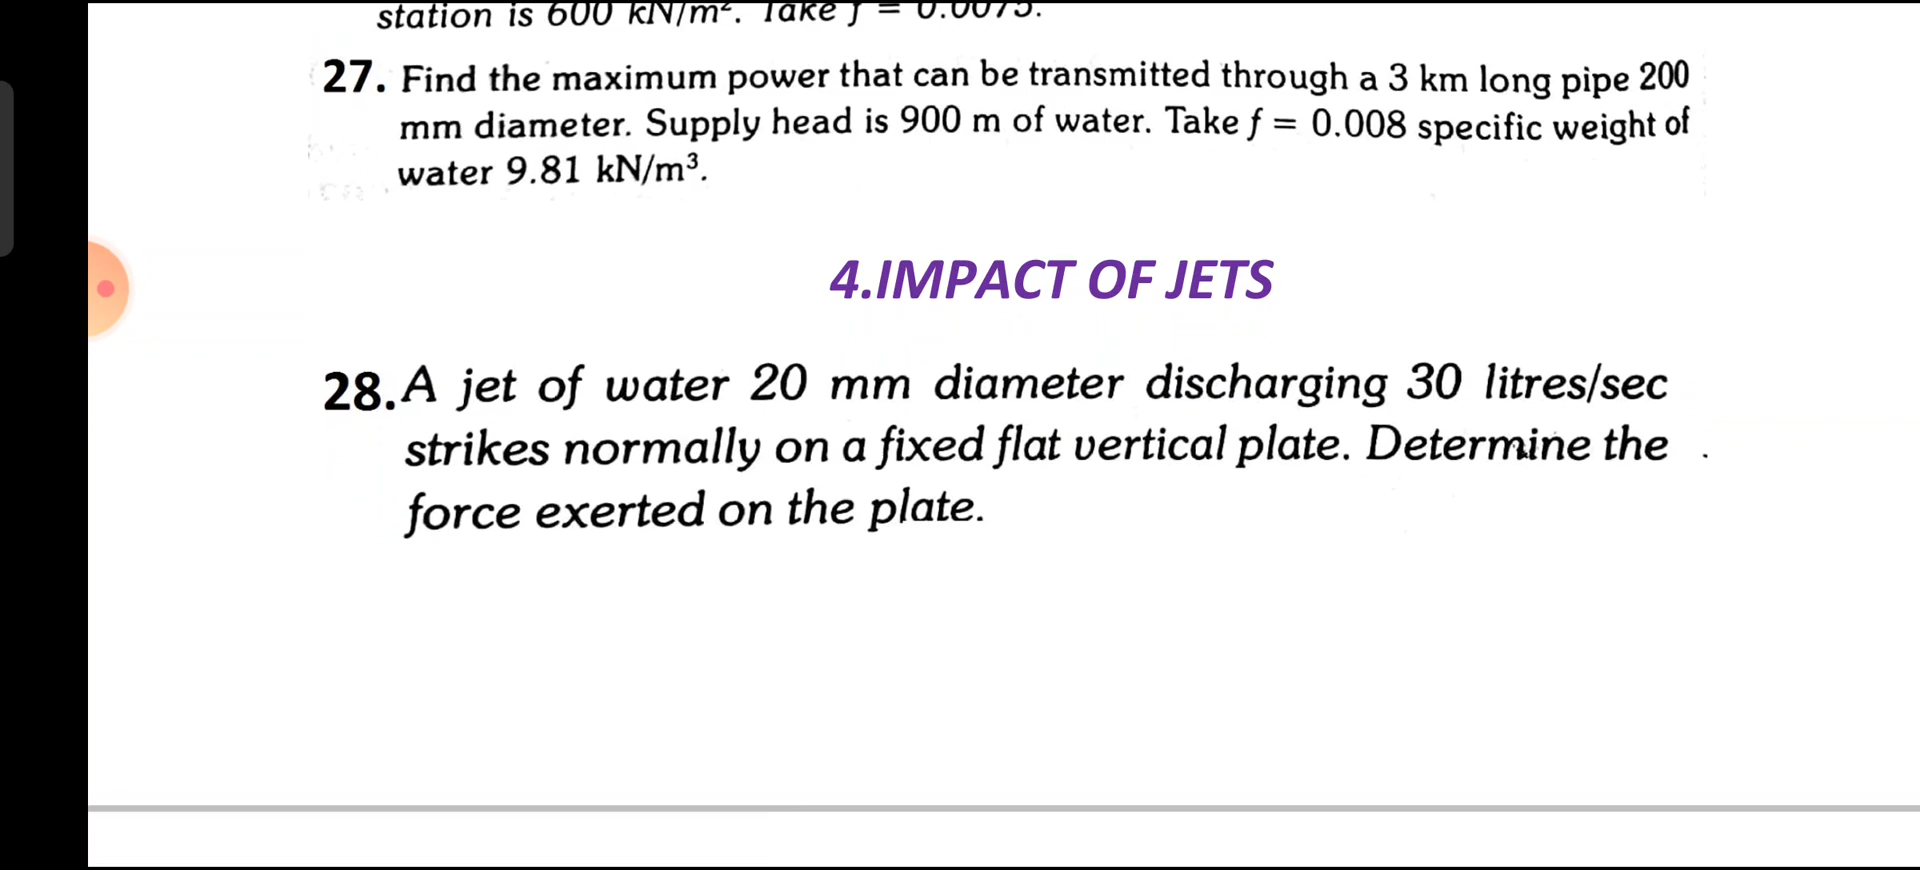 station is 600 kN/m². Take f = 0.0075.
27. Find the maximum power that can be transmitted through a 3 km long pipe 200
mm diameter. Supply head is 900 m of water. Take f = 0.008 specific weight of
water 9.81 kN/m³.
4.IMPACT OF JETS
28. A jet of water 20 mm diameter discharging 30 litres/sec
strikes normally on a fixed flat vertical plate. Determine the
force exerted on the plate.